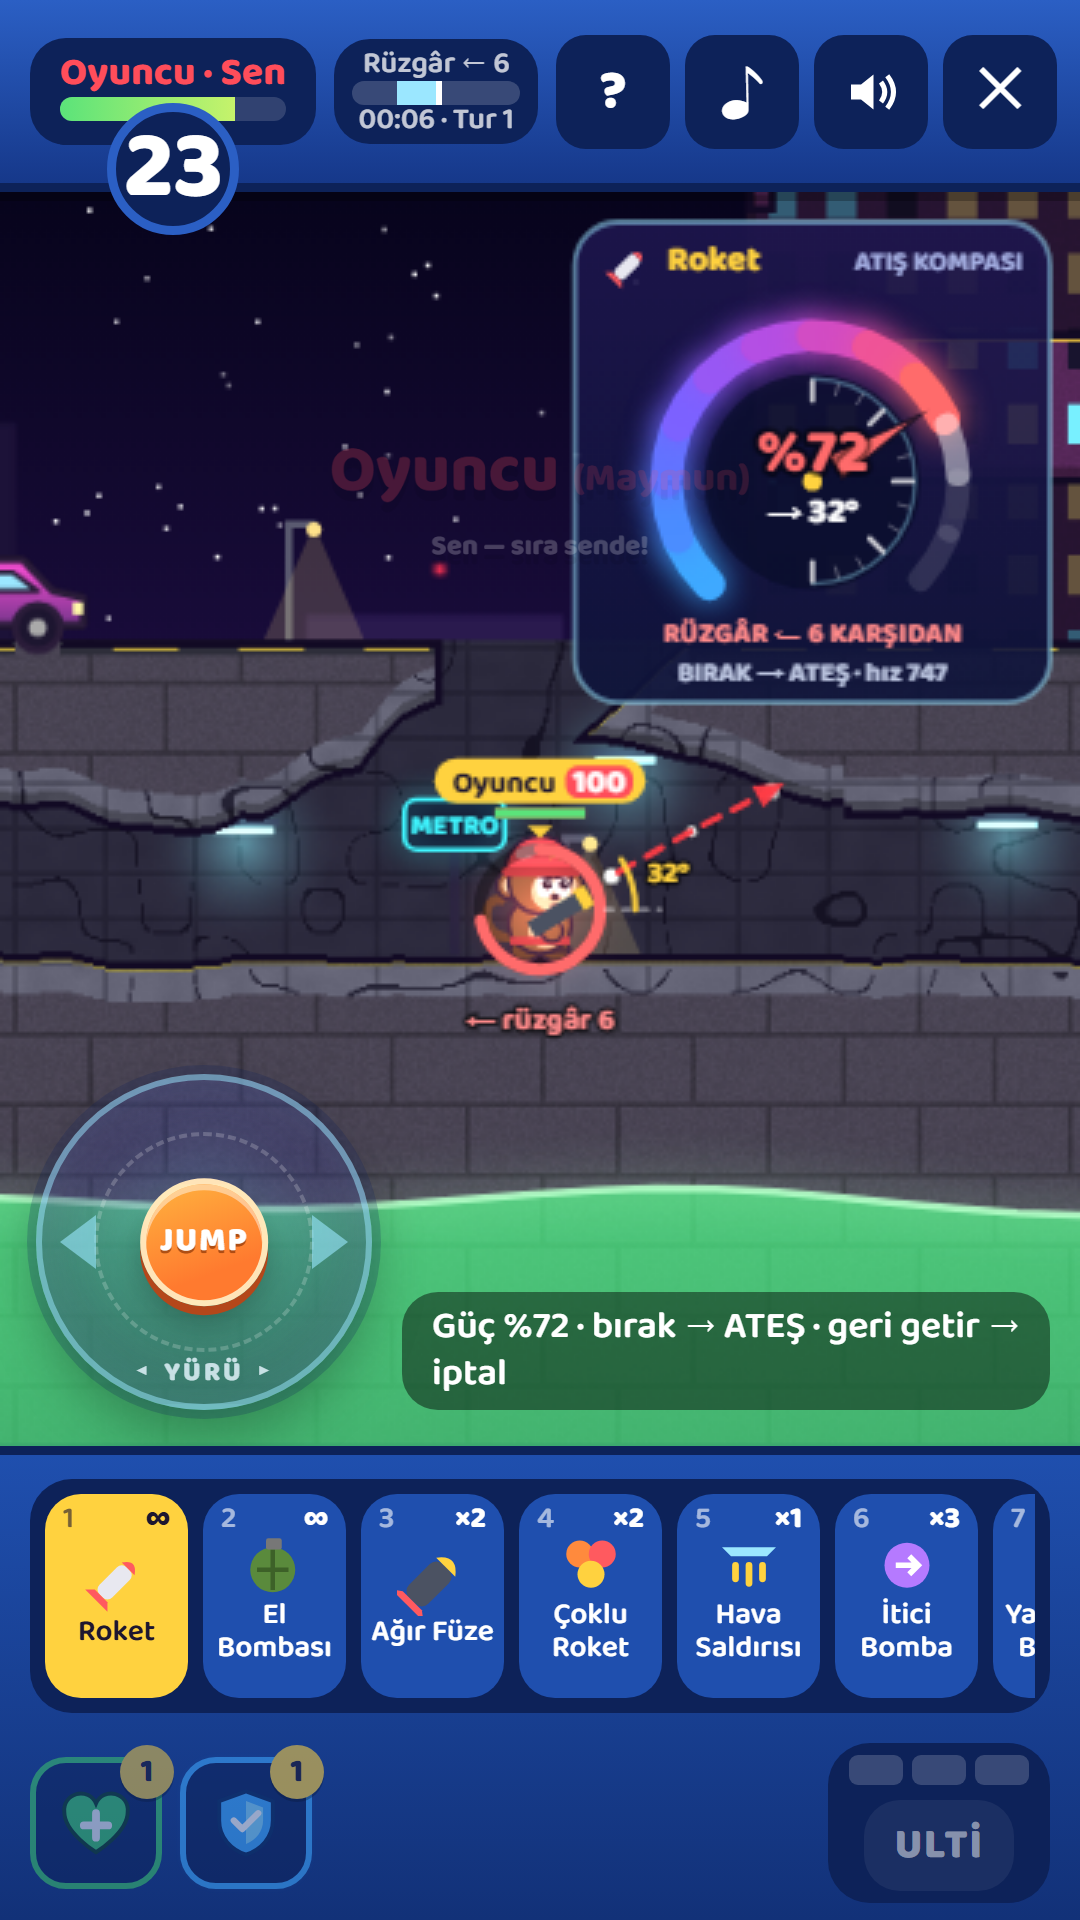 Oyuncu · Sen
23
Rüzgâr ← 6
00:06 · Tur 1
?
Roket
ATIŞ KOMPASI
%72
→ 32°
RÜZGÂR ← 6 KARŞIDAN
BIRAK → ATEŞ · hız 747
Oyuncu (Maymun)
Sen — sıra sende!
Oyuncu 100
METRO
32°
← rüzgâr 6
JUMP
◂ YÜRÜ ▸
Güç %72 · bırak → ATEŞ · geri getir →
iptal
1 ∞
Roket
2 ∞
El
Bombası
3 ×2
Ağır Füze
4 ×2
Çoklu
Roket
5 ×1
Hava
Saldırısı
6 ×3
İtici
Bomba
7
Ya
B
1
1
ULTİ